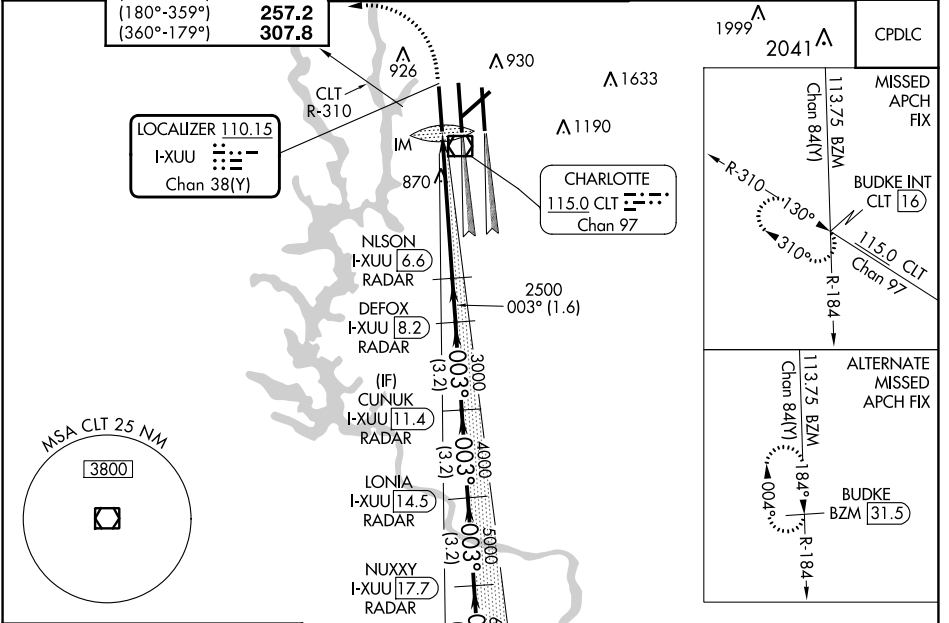 (180°-359°) 257.2
(360°-179°) 307.8
1999
2041
CPDLC
926
930
1633
1190
870
CLT
R-310
LOCALIZER 110.15
I-XUU
Chan 38(Y)
IM
CHARLOTTE
115.0 CLT
Chan 97
NLSON
I-XUU 6.6
RADAR
2500
003° (1.6)
DEFOX
I-XUU 8.2
RADAR
003°
(3.2)
3000
(IF)
CUNUK
I-XUU 11.4
RADAR
003°
(3.2)
4000
LONIA
I-XUU 14.5
RADAR
003°
(3.2)
5000
NUXXY
I-XUU 17.7
RADAR
MSA CLT 25 NM
3800
MISSED
APCH
FIX
113.75 BZM
Chan 84(Y)
R-310
130°
310°
BUDKE INT
CLT 16
115.0 CLT
Chan 97
R-184
ALTERNATE
MISSED
APCH FIX
113.75 BZM
Chan 84(Y)
184°
004°
BUDKE
BZM 31.5
R-184